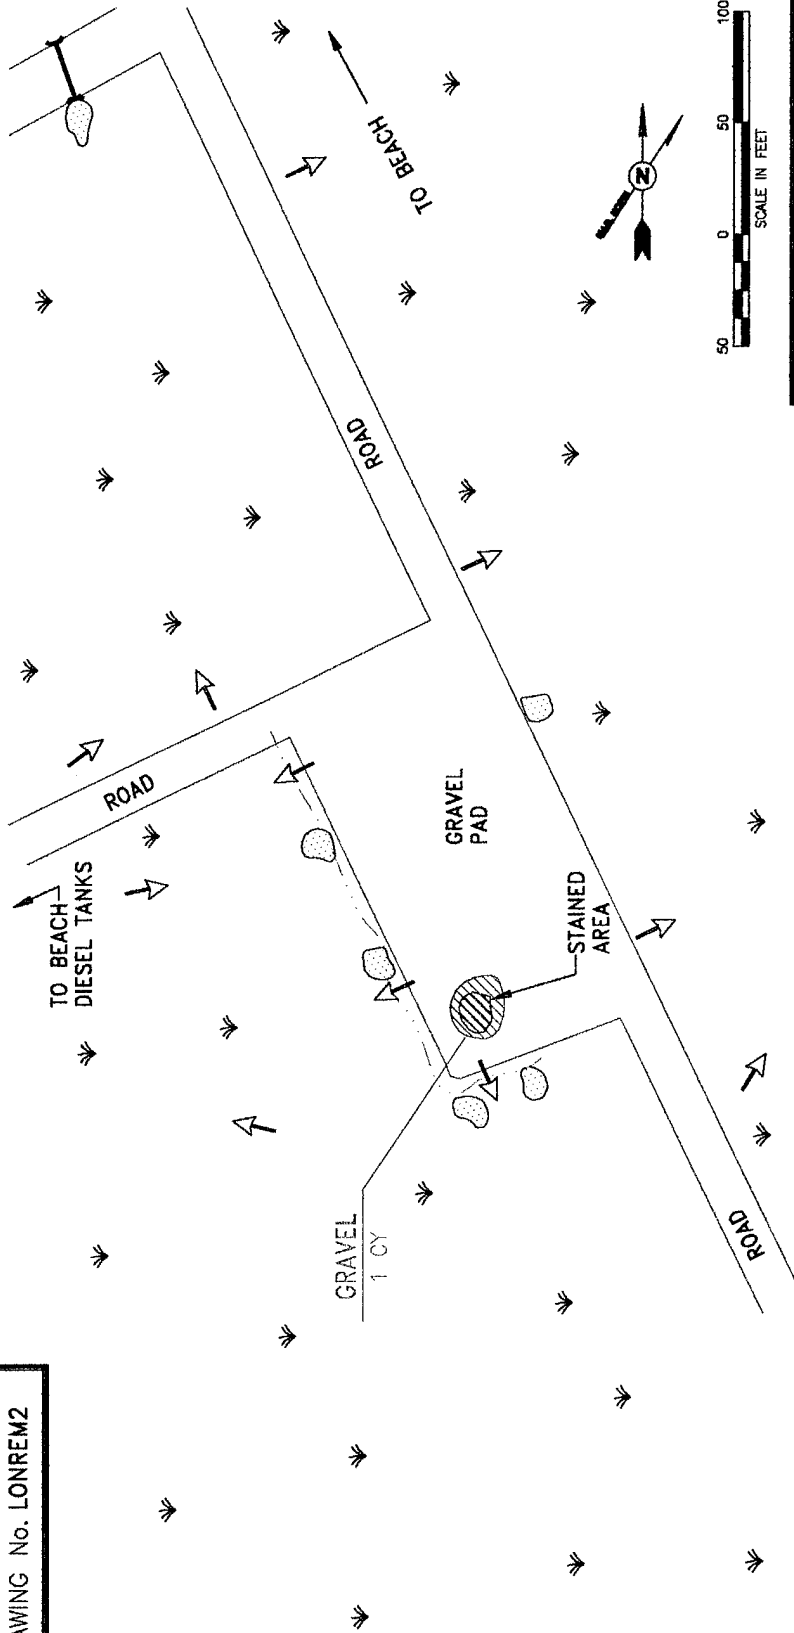 AWING No. LONREM2
TO BEACH
DIESEL TANKS
ROAD
GRAVEL
1 CY
STAINED
AREA
GRAVEL
PAD
ROAD
ROAD
TO BEACH
N
50
0
50
100
SCALE IN FEET